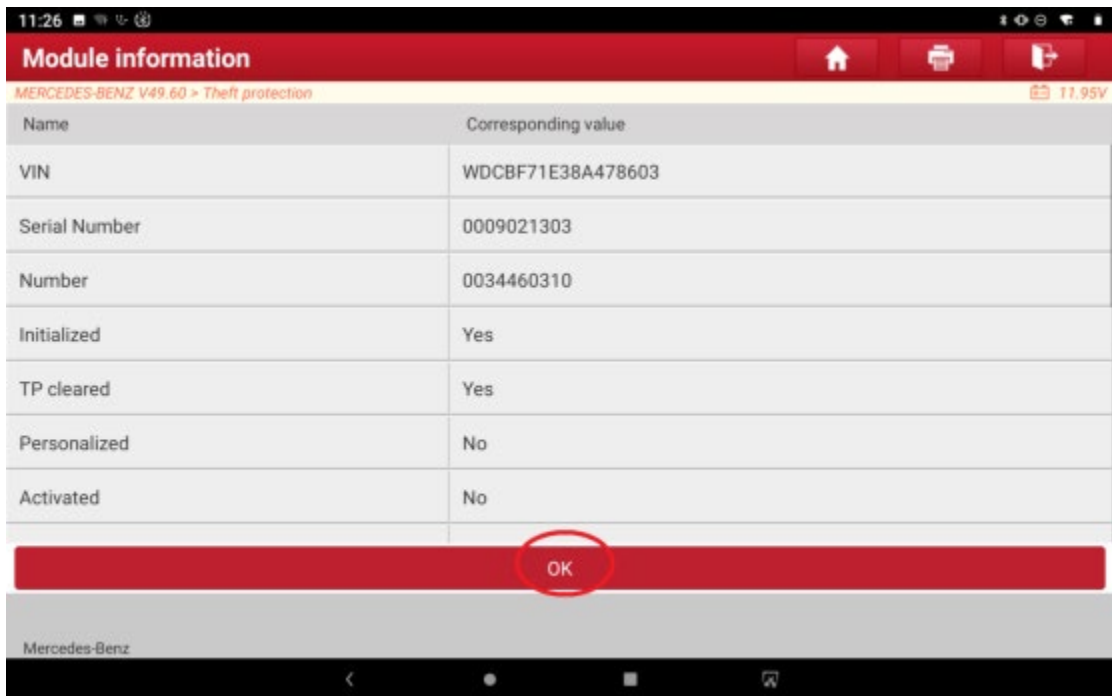 11:26
Module information
MERCEDES-BENZ V49.60 > Theft protection 11.95V
Name Corresponding value
VIN WDCBF71E38A478603
Serial Number 0009021303
Number 0034460310
Initialized Yes
TP cleared Yes
Personalized No
Activated No
OK
Mercedes-Benz